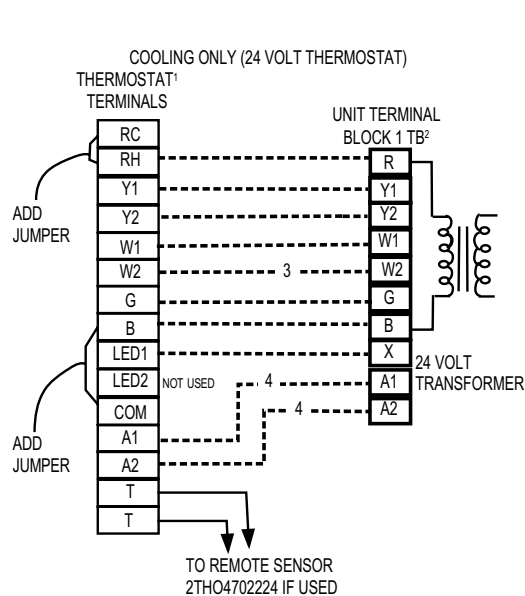 COOLING ONLY (24 VOLT THERMOSTAT)
THERMOSTAT¹
TERMINALS
UNIT TERMINAL
BLOCK 1 TB²
RC
RH
R
Y1
Y1
Y2
Y2
W1
W1
W2
3
W2
G
G
B
B
LED1
X
LED2
NOT USED
4
A1
COM
4
A2
A1
A2
T
T
ADD
JUMPER
ADD
JUMPER
24 VOLT
TRANSFORMER
TO REMOTE SENSOR
2THO4702224 IF USED